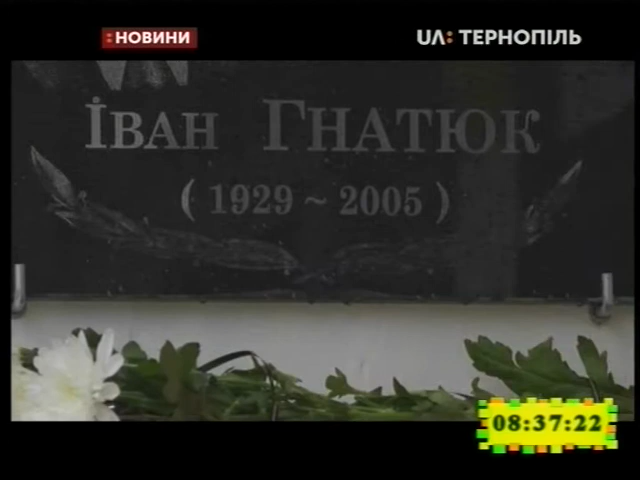 :НОВИНИ
UA: ТЕРНОПІЛЬ
ІВАН ГНАТЮК
( 1929 ~ 2005 )
08:37:22